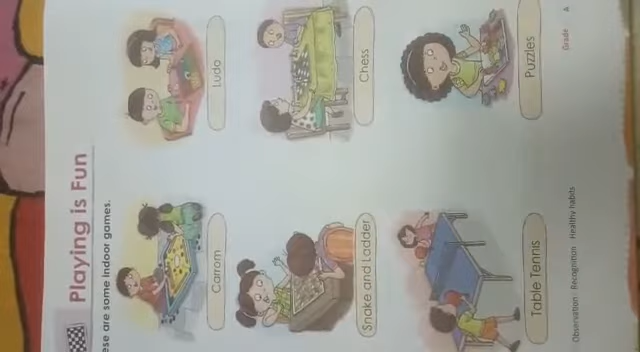 Playing is Fun
ese are some indoor games.
Carrom
Ludo
Snake and Ladder
Chess
Table Tennis
Puzzles
Observation Recognition Healthy habits
Grade A